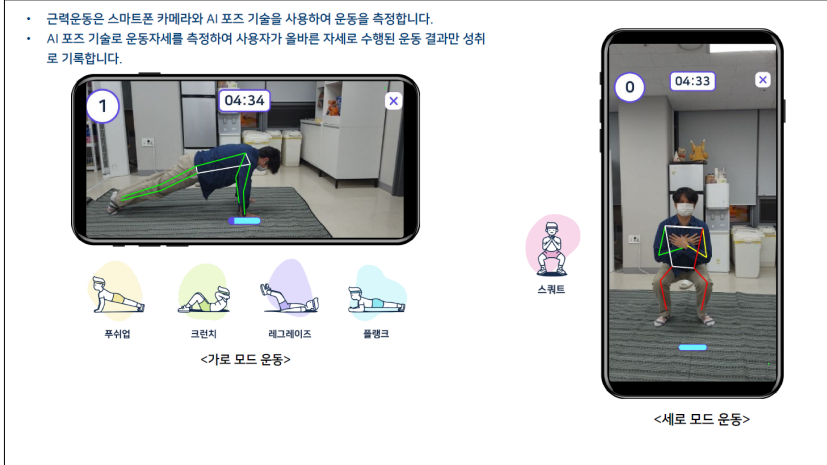 • 근력운동은 스마트폰 카메라와 AI 포즈 기술을 사용하여 운동을 측정합니다.
• AI 포즈 기술로 운동자세를 측정하여 사용자가 올바른 자세로 수행된 운동 결과만 성취
로 기록합니다.
1
04:34
X
0
04:33
X
푸쉬업
크런치
레그레이즈
플랭크
<가로 모드 운동>
스쿼트
<세로 모드 운동>